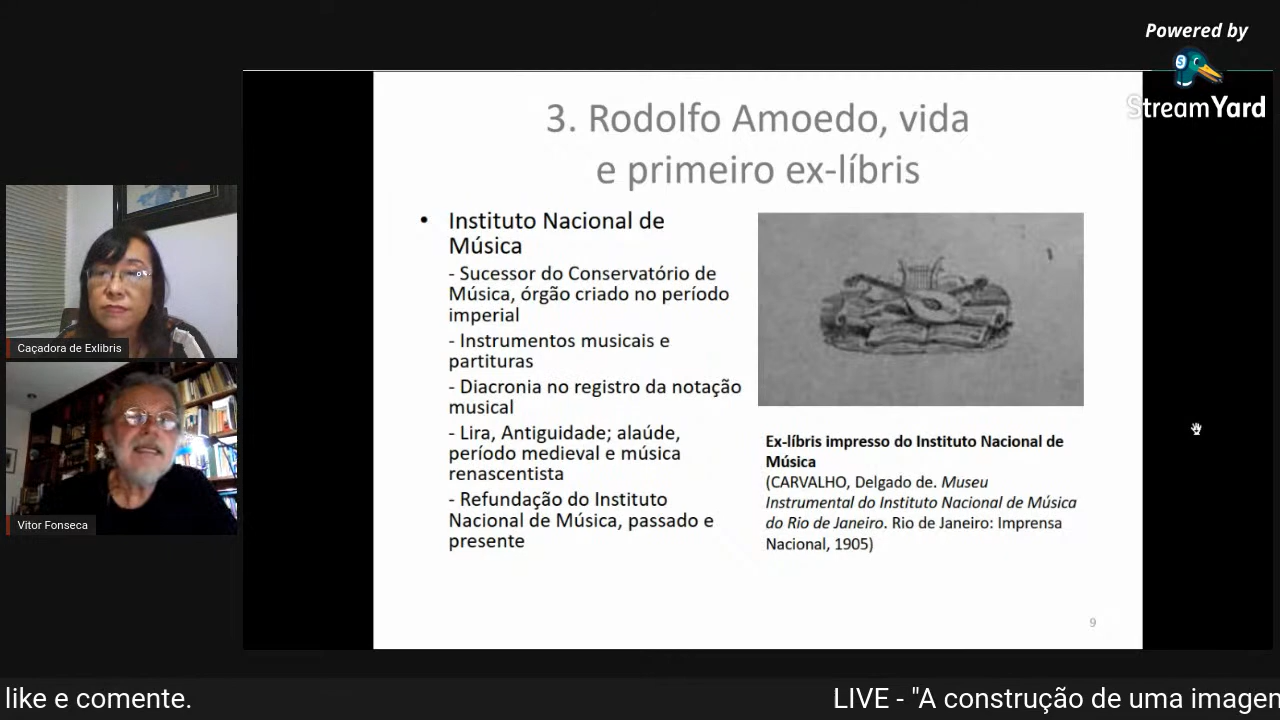 Powered by
StreamYard
3. Rodolfo Amoedo, vida
e primeiro ex-líbris
• Instituto Nacional de
Música
- Sucessor do Conservatório de
Música, órgão criado no período
imperial
- Instrumentos musicais e
partituras
- Diacronia no registro da notação
musical
- Lira, Antiguidade; alaúde,
período medieval e música
renascentista
- Refundação do Instituto
Nacional de Música, passado e
presente
Ex-líbris impresso do Instituto Nacional de
Música
(CARVALHO, Delgado de. Museu
Instrumental do Instituto Nacional de Música
do Rio de Janeiro. Rio de Janeiro: Imprensa
Nacional, 1905)
9
Caçadora de Exlibris
Vitor Fonseca
like e comente.
LIVE - "A construção de uma imagen